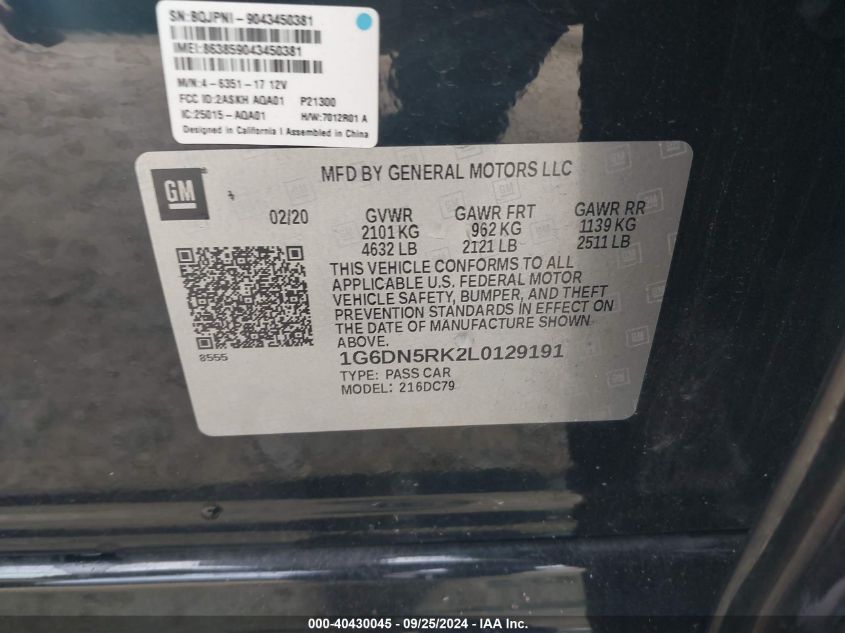 SN:BQJPNI-9043450381
IMEI:863859043450381
M/N:4-6351-17 12V
FCC ID:2ASKH AQA01 P21300
IC:25015-AQA01 H/W:7012R01 A
Designed in California | Assembled in China
GM
MFD BY GENERAL MOTORS LLC
02/20 GVWR GAWR FRT GAWR RR
2101 KG 962 KG 1139 KG
4632 LB 2121 LB 2511 LB
THIS VEHICLE CONFORMS TO ALL
APPLICABLE U.S. FEDERAL MOTOR
VEHICLE SAFETY, BUMPER, AND THEFT
PREVENTION STANDARDS IN EFFECT ON
THE DATE OF MANUFACTURE SHOWN
ABOVE.
8555
1G6DN5RK2L0129191
TYPE: PASS CAR
MODEL: 216DC79
000-40430045 - 09/25/2024 - IAA Inc.